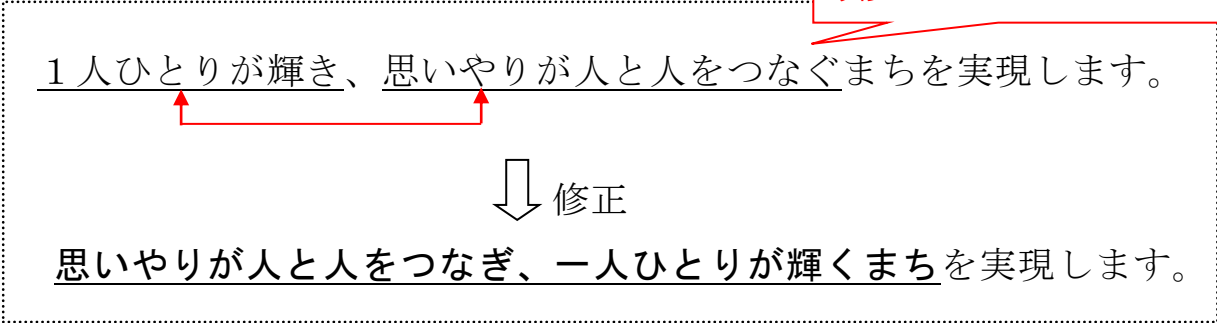 １人ひとりが輝き、思いやりが人と人をつなぐまちを実現します。
修正
思いやりが人と人をつなぎ、一人ひとりが輝くまちを実現します。